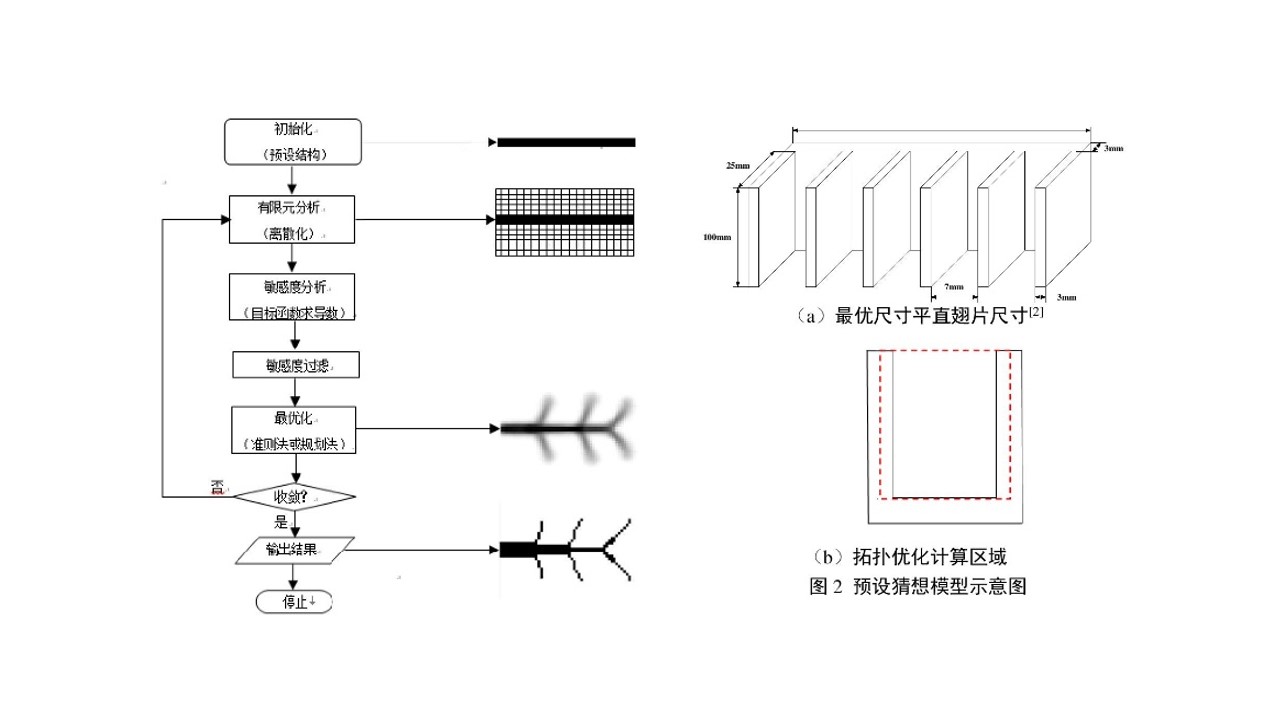 初始化
（预设结构）
有限元分析
（离散化）
敏感度分析
（目标函数求导数）
敏感度过滤
最优化
（准则法或规划法）
否
收敛?
是
输出结果
停止
3mm
25mm
100mm
7mm
3mm
（a）最优尺寸平直翅片尺寸[2]
（b）拓扑优化计算区域
图 2 预设猜想模型示意图